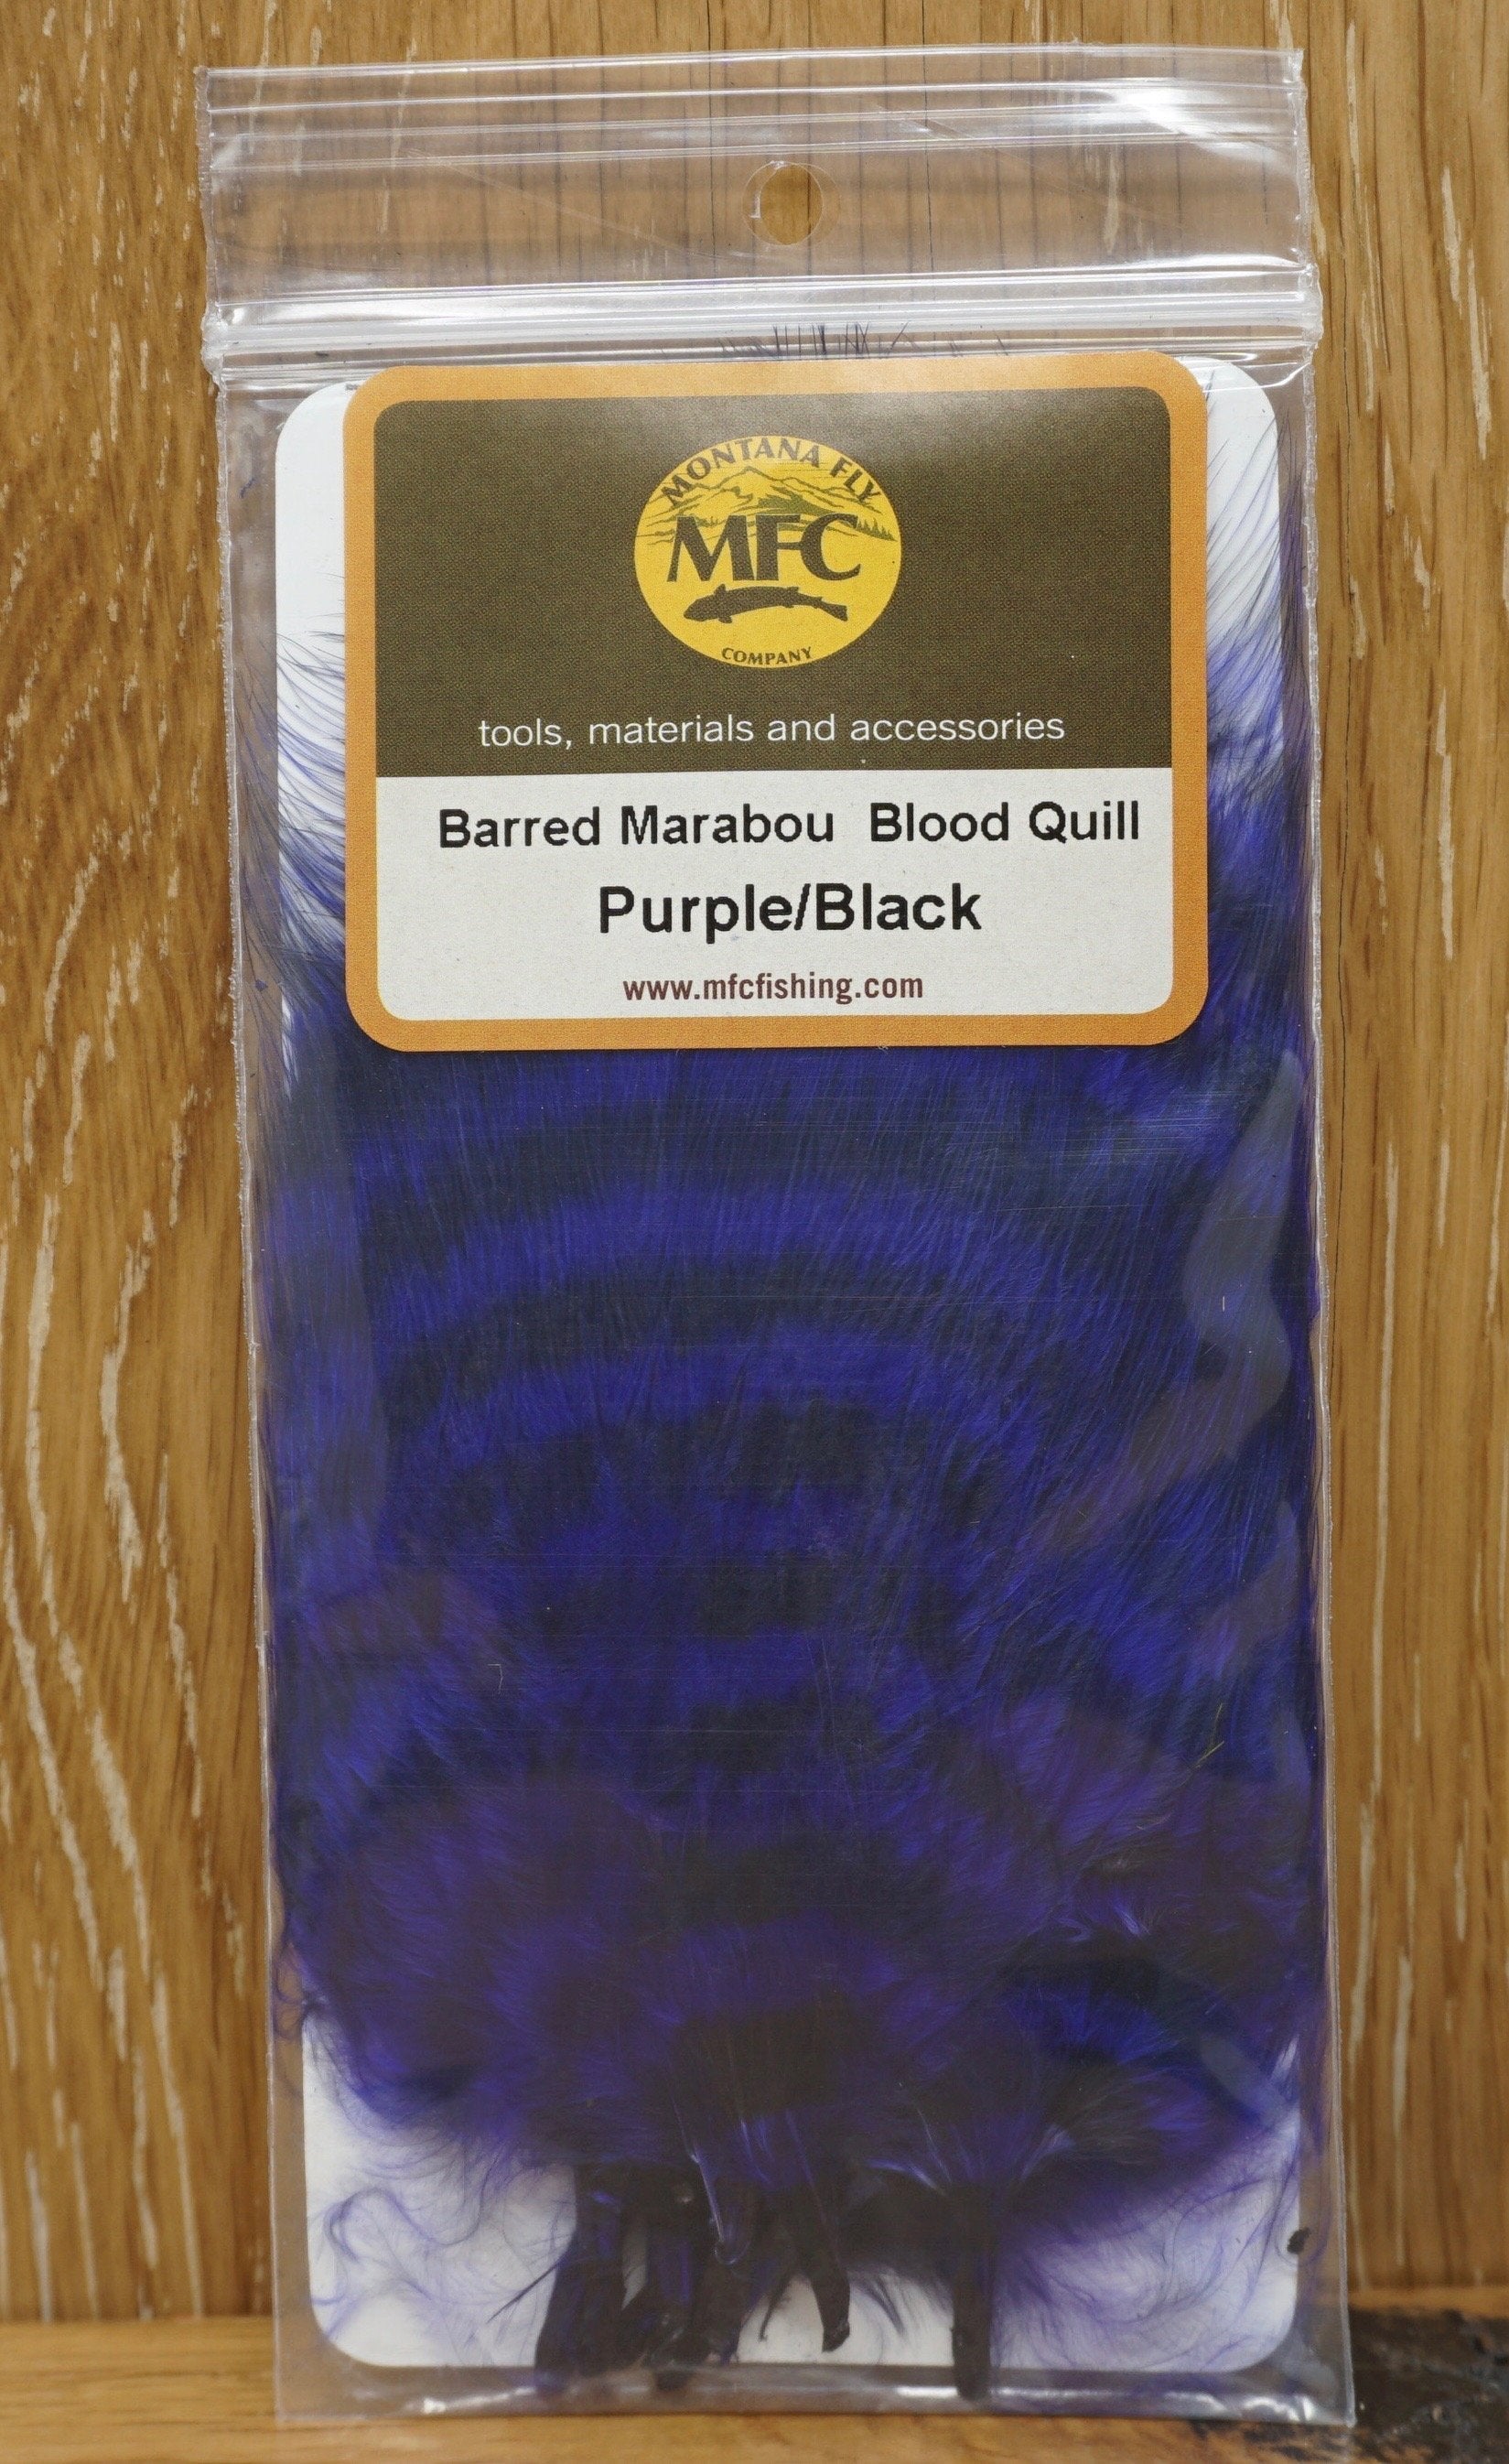 MONTANA FLY
MFC
COMPANY
tools, materials and accessories
Barred Marabou  Blood Quill
Purple/Black
www.mfcfishing.com